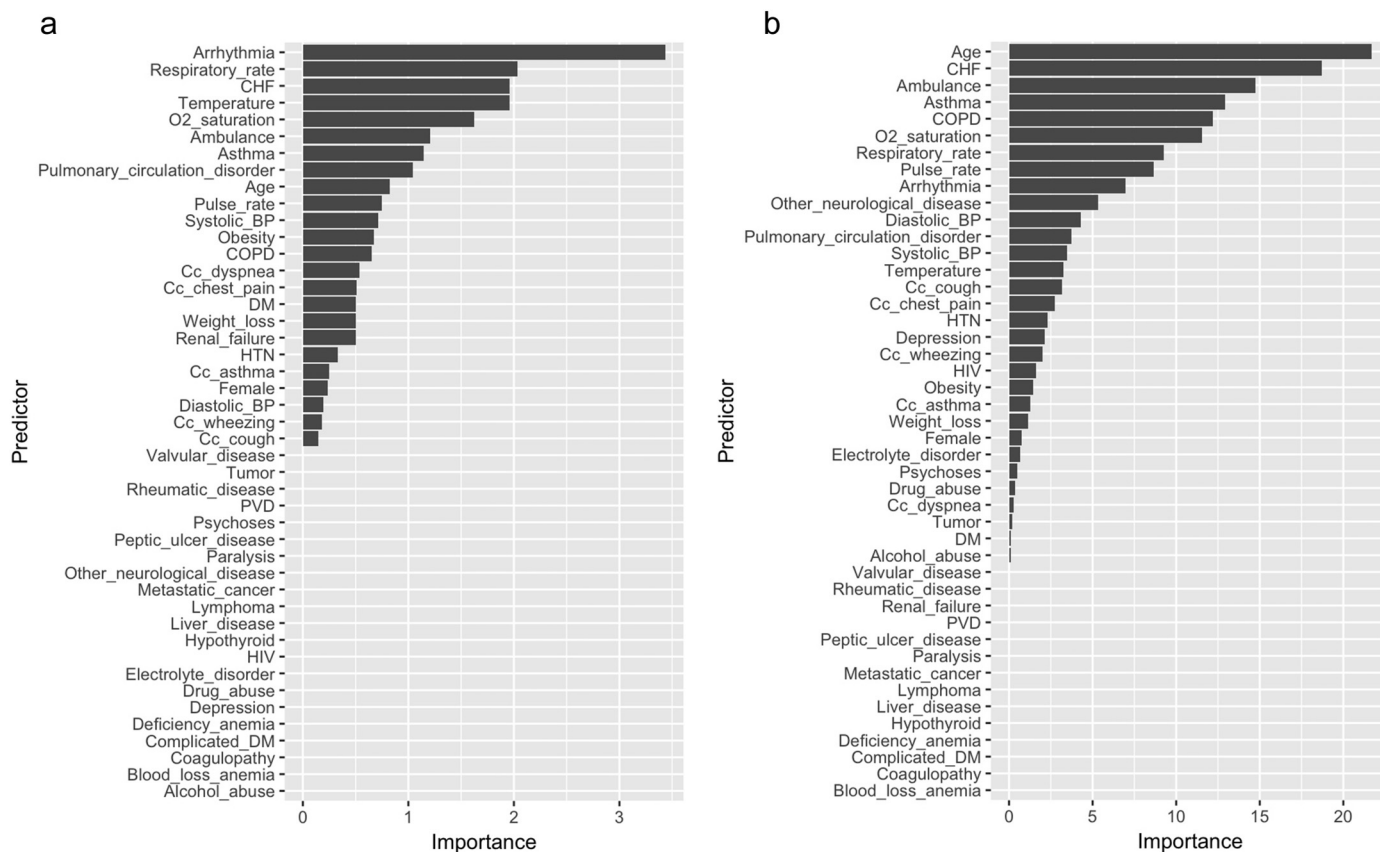 a
Arrhythmia
Respiratory_rate
CHF
Temperature
O2_saturation
Ambulance
Asthma
Pulmonary_circulation_disorder
Age
Pulse_rate
Systolic_BP
Obesity
COPD
Cc_dyspnea
Cc_chest_pain
DM
Weight_loss
Renal_failure
HTN
Cc_asthma
Female
Diastolic_BP
Cc_wheezing
Cc_cough
Valvular_disease
Tumor
Rheumatic_disease
PVD
Psychoses
Peptic_ulcer_disease
Paralysis
Other_neurological_disease
Metastatic_cancer
Lymphoma
Liver_disease
Hypothyroid
HIV
Electrolyte_disorder
Drug_abuse
Depression
Deficiency_anemia
Complicated_DM
Coagulopathy
Blood_loss_anemia
Alcohol_abuse
Predictor
0 1 2 3
Importance
b
Age
CHF
Ambulance
Asthma
COPD
O2_saturation
Respiratory_rate
Pulse_rate
Arrhythmia
Other_neurological_disease
Diastolic_BP
Pulmonary_circulation_disorder
Systolic_BP
Temperature
Cc_cough
Cc_chest_pain
HTN
Depression
Cc_wheezing
HIV
Obesity
Cc_asthma
Weight_loss
Female
Electrolyte_disorder
Psychoses
Drug_abuse
Cc_dyspnea
Tumor
DM
Alcohol_abuse
Valvular_disease
Rheumatic_disease
Renal_failure
PVD
Peptic_ulcer_disease
Paralysis
Metastatic_cancer
Lymphoma
Liver_disease
Hypothyroid
Deficiency_anemia
Complicated_DM
Coagulopathy
Blood_loss_anemia
Predictor
0 5 10 15 20
Importance